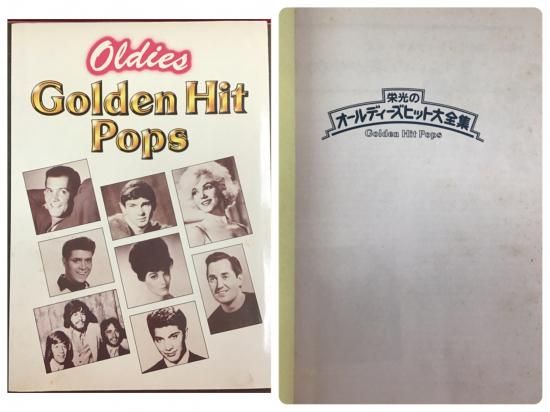 Oldies
Golden Hit
Pops
栄光の
オールディーズヒット大全集
Golden Hit Pops